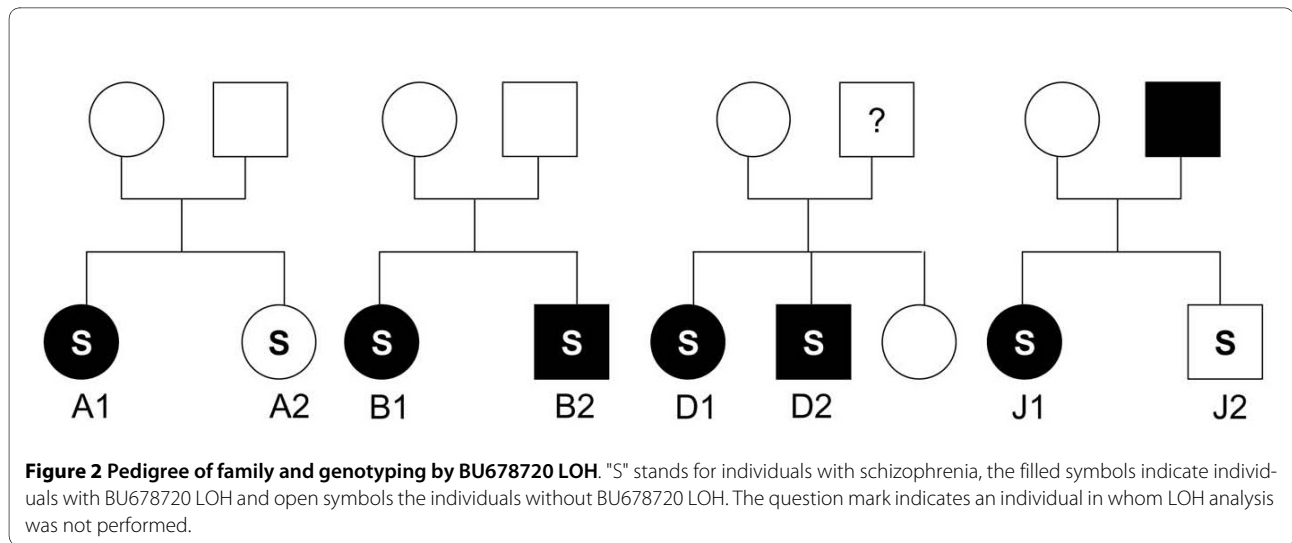 ?
S S S S S S S S
A1 A2 B1 B2 D1 D2 J1 J2
Figure 2 Pedigree of family and genotyping by BU678720 LOH. "S" stands for individuals with schizophrenia, the filled symbols indicate individ-
uals with BU678720 LOH and open symbols the individuals without BU678720 LOH. The question mark indicates an individual in whom LOH analysis
was not performed.